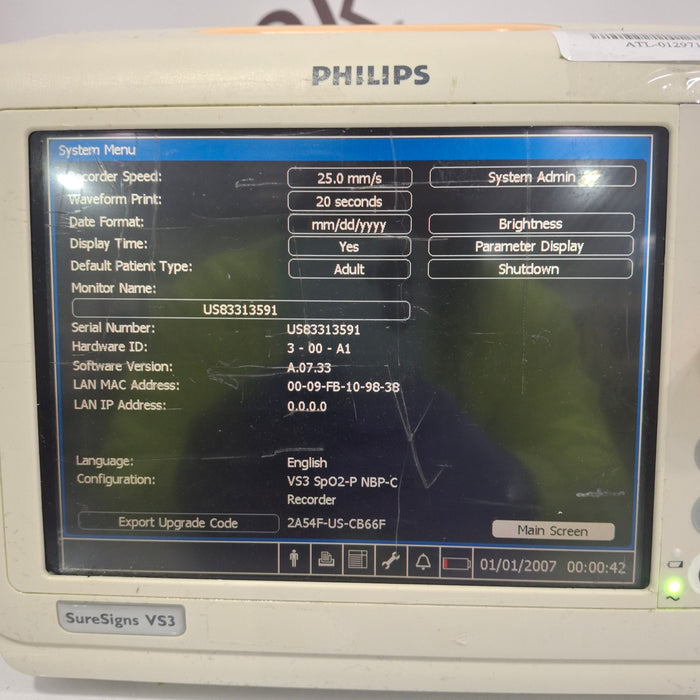 PHILIPS
ATL-01297
System Menu
Recorder Speed: 25.0 mm/s System Admin
Waveform Print: 20 seconds
Date Format: mm/dd/yyyy Brightness
Display Time: Yes Parameter Display
Default Patient Type: Adult Shutdown
Monitor Name:
US83313591
Serial Number: US83313591
Hardware ID: 3 - 00 - A1
Software Version: A.07.33
LAN MAC Address: 00-09-FB-10-98-38
LAN IP Address: 0.0.0.0
Language: English
Configuration: VS3 SpO2-P NBP-C
Recorder
Export Upgrade Code 2A54F-US-CB66F
Main Screen
01/01/2007 00:00:42
SureSigns VS3